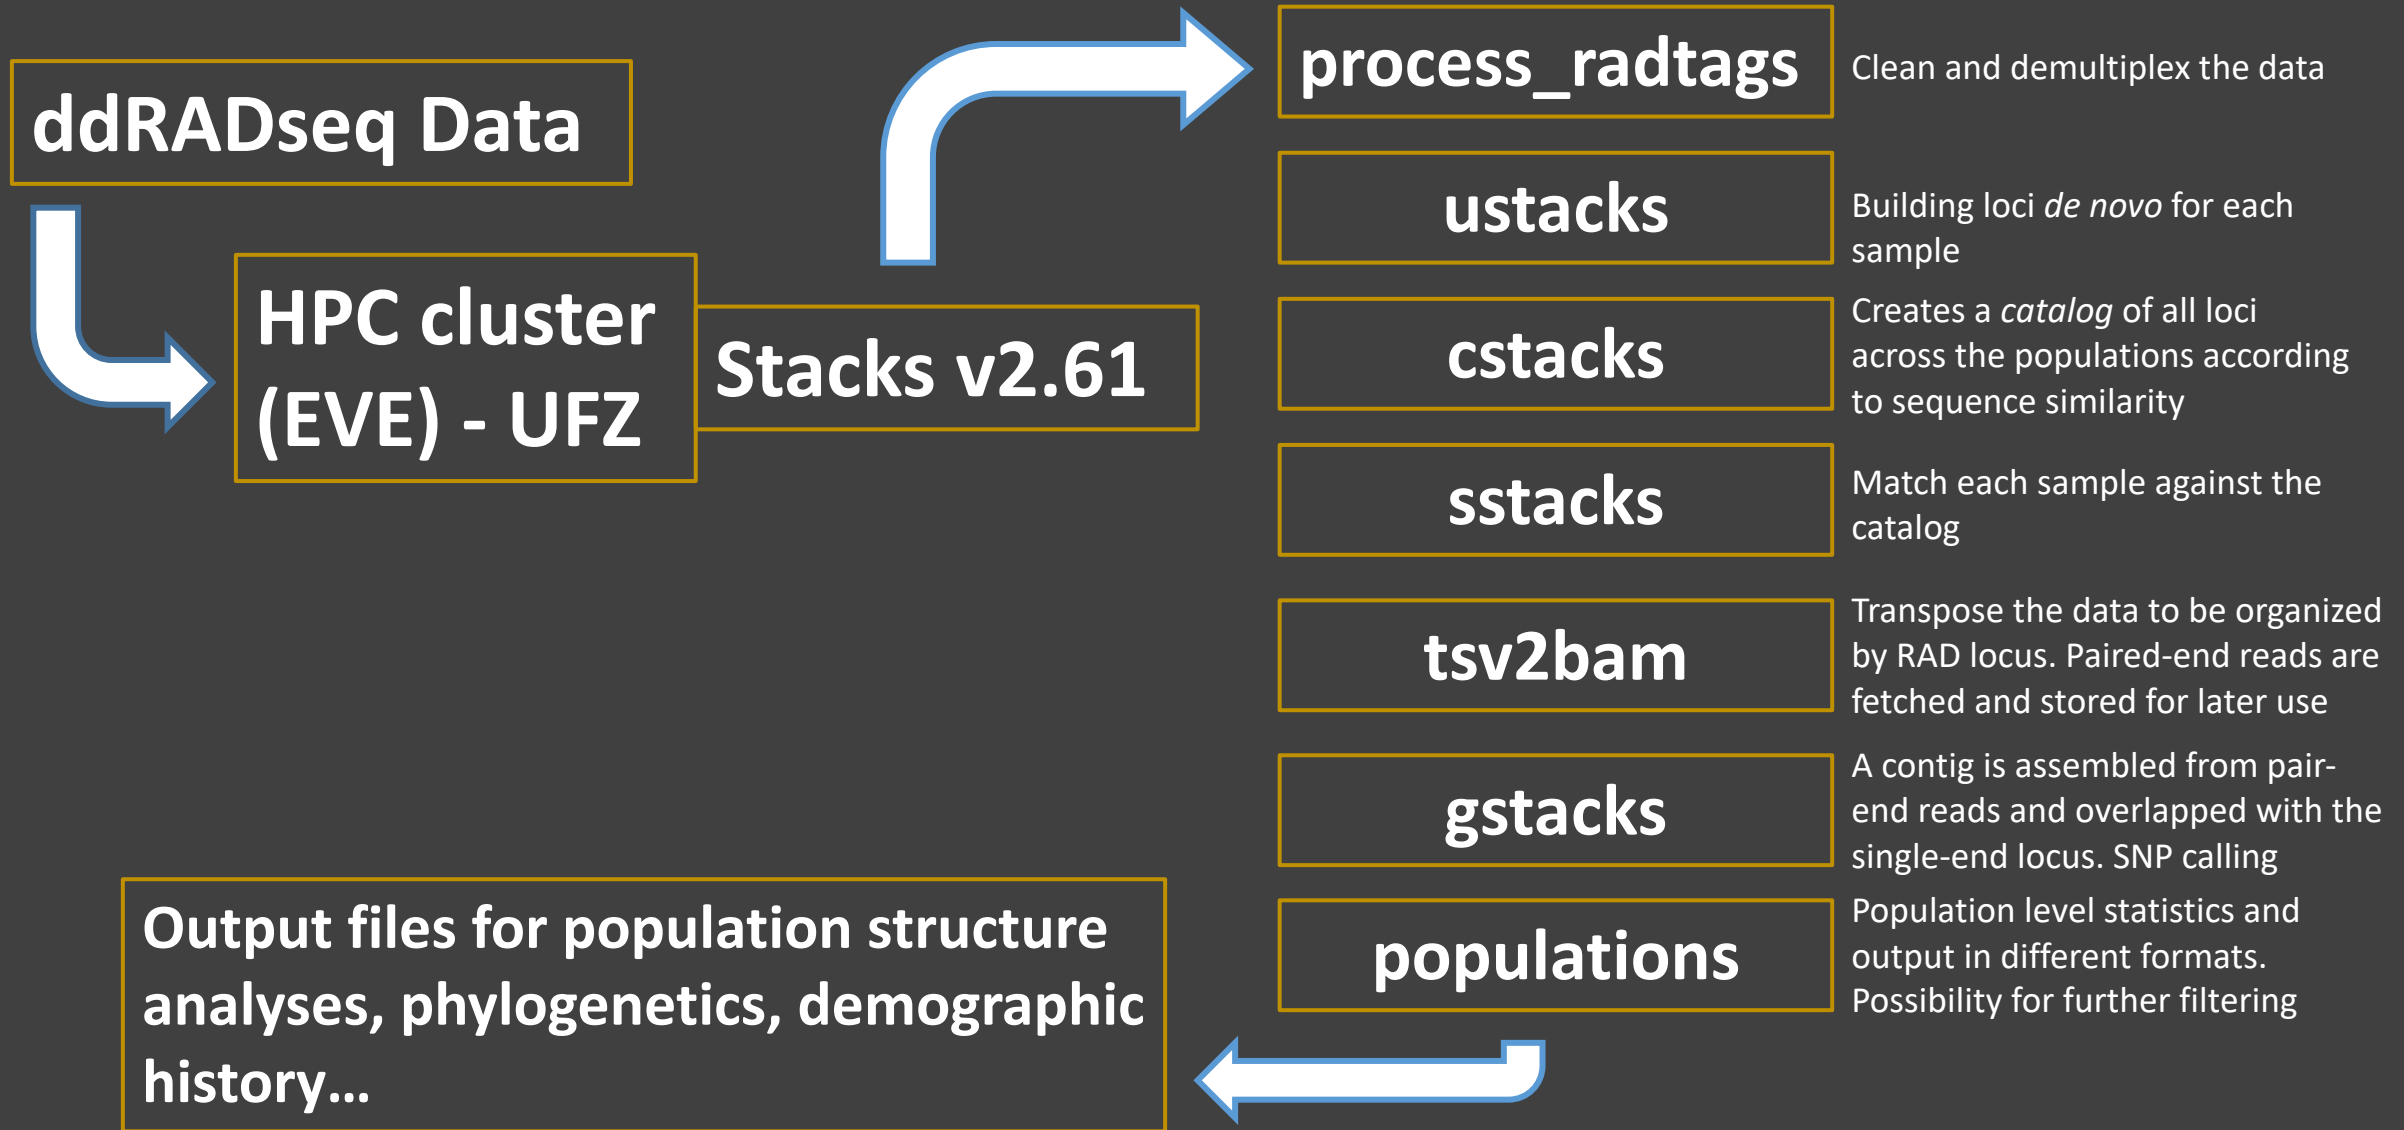 ddRADseq Data
HPC cluster
(EVE) - UFZ
Stacks v2.61
process_radtags
Clean and demultiplex the data
ustacks
Building loci de novo for each
sample
cstacks
Creates a catalog of all loci
across the populations according
to sequence similarity
sstacks
Match each sample against the
catalog
tsv2bam
Transpose the data to be organized
by RAD locus. Paired-end reads are
fetched and stored for later use
gstacks
A contig is assembled from pair-
end reads and overlapped with the
single-end locus. SNP calling
populations
Population level statistics and
output in different formats.
Possibility for further filtering
Output files for population structure
analyses, phylogenetics, demographic
history...